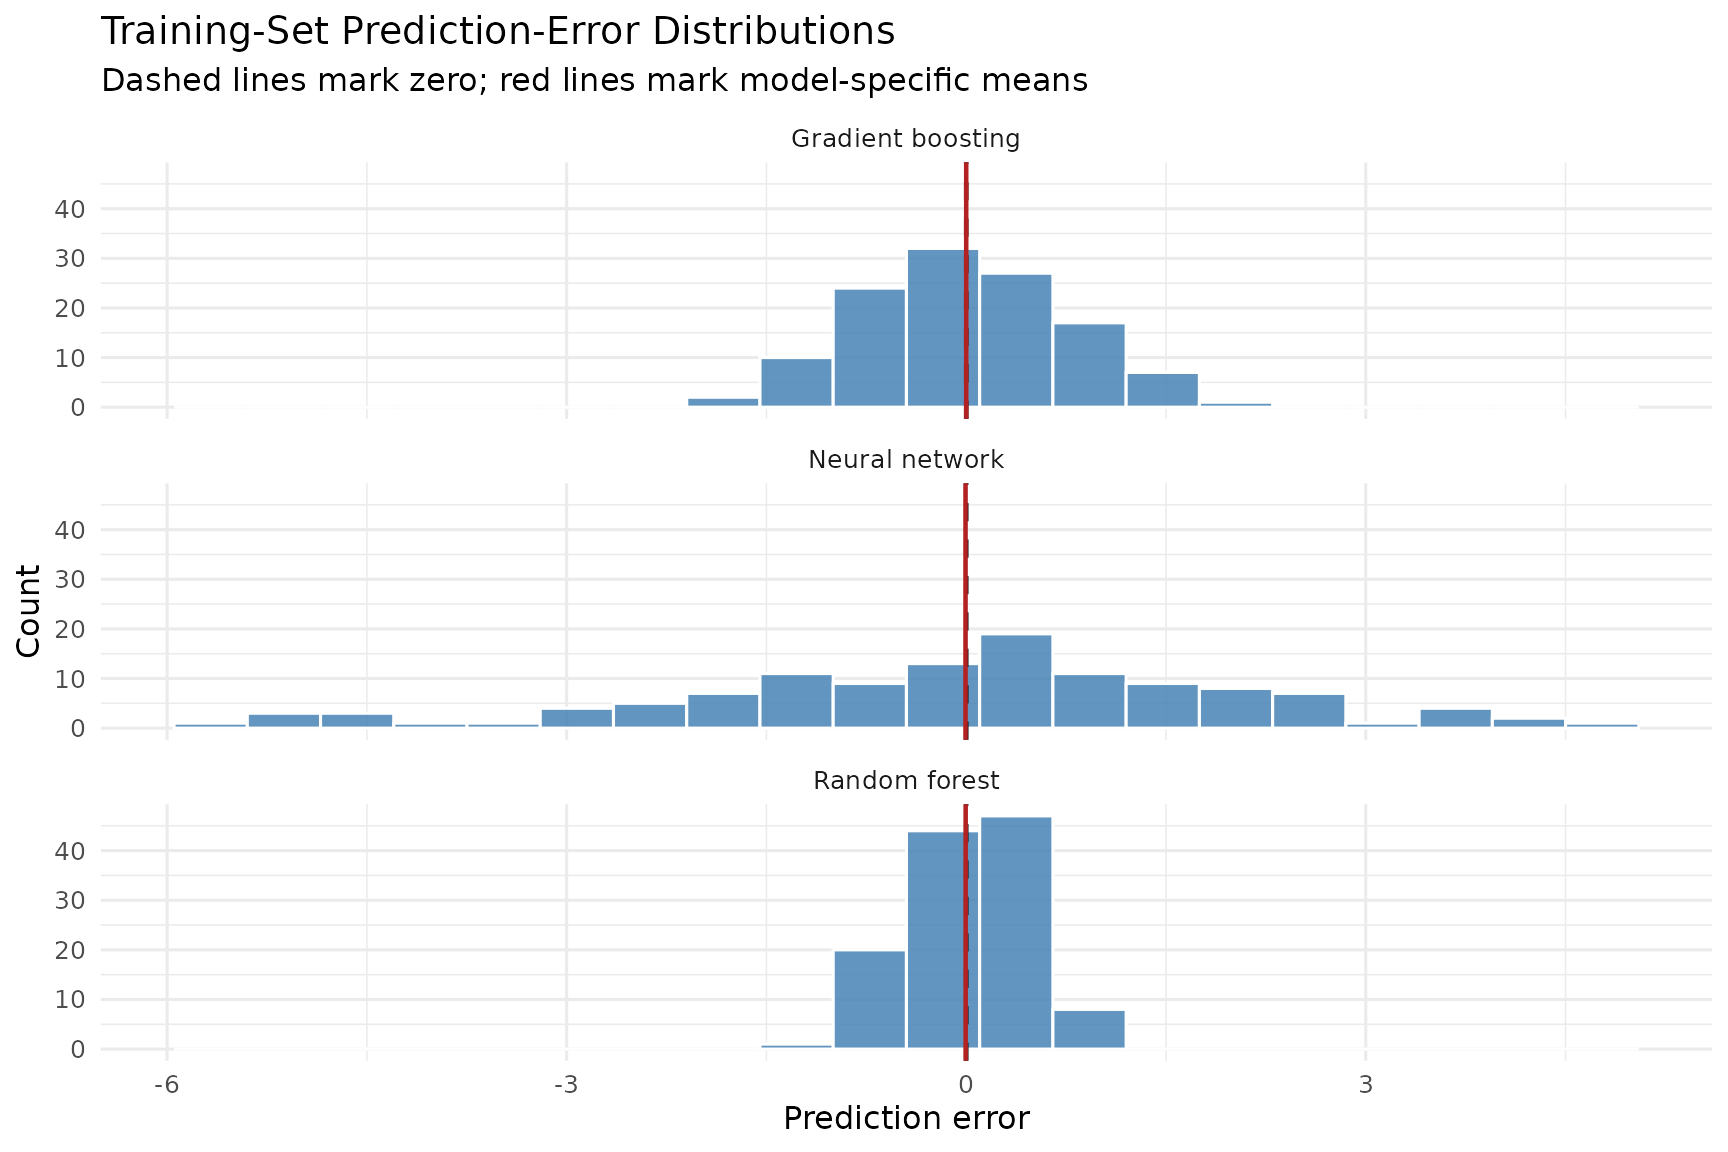 Training-Set Prediction-Error Distributions
Dashed lines mark zero; red lines mark model-specific means
Gradient boosting
40
30
20
10
0
Neural network
40
30
20
10
0
Random forest
40
30
20
10
0
-6 -3 0 3
Prediction error
Count